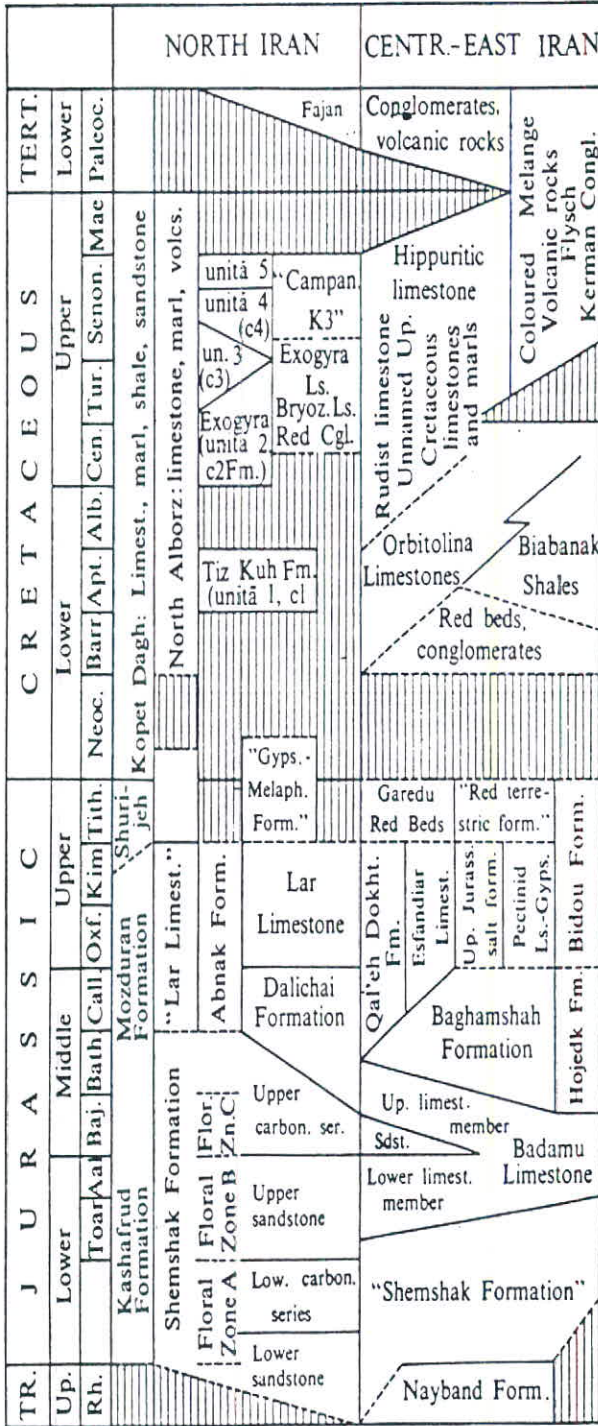 NORTH IRAN
CENTR.-EAST IRAN
TERT.
Lower
Paleoc.
CRETACEOUS
Upper
Mae
Senon.
Tur.
Cen.
Lower
Alb.
Apt.
Barr
Neoc.
JURASSIC
Upper
Tith.
Kim
Oxf.
Middle
Call.
Bath
Baj.
Lower
Aal
Toar
TR.
Up.
Rh.
Kopet Dagh: Limest., marl, shale, sandstone
Shuri-
jeh
Mozduran
Formation
Kashafrud
Formation
North Alborz: limestone, marl, volcs.
"Lar Limest."
Shemshak Formation
Fajan
unitā 5
unitā 4
(c4)
un. 3
(c3)
Exogyra
(unitā 2,
c2Fm.)
"Campan.
K3"
Exogyra
Ls.
Bryoz. Ls.
Red Cgl.
Tiz Kuh Fm.
(unitā 1, cl
"Gyps.-
Melaph.
Form."
Abnak Form.
Lar
Limestone
Dalichai
Formation
Flor.
Zn.C
Upper
carbon. ser.
Floral
Zone B
Upper
sandstone
Floral
Zone A
Low. carbon.
series
Lower
sandstone
Conglomerates,
volcanic rocks
Coloured Melange
Volcanic rocks
Flysch
Kerman Congl.
Hippuritic
limestone
Rudist limestone
Unnamed Up.
Cretaceous
limestones
and marls
Orbitolina
Limestones
Biabanak
Shales
Red beds,
conglomerates
Garedu
Red Beds
"Red terre-
stric form."
Qal'eh Dokht.
Fm.
Esfandiar
Limest.
Up. Jurass.
salt form.
Pectinid
Ls.-Gyps.
Bidou Form.
Baghamshah
Formation
Hojedk Fm.
Up. limest.
member
Sdst.
Badamu
Limestone
Lower limest.
member
"Shemshak Formation"
Nayband Form.